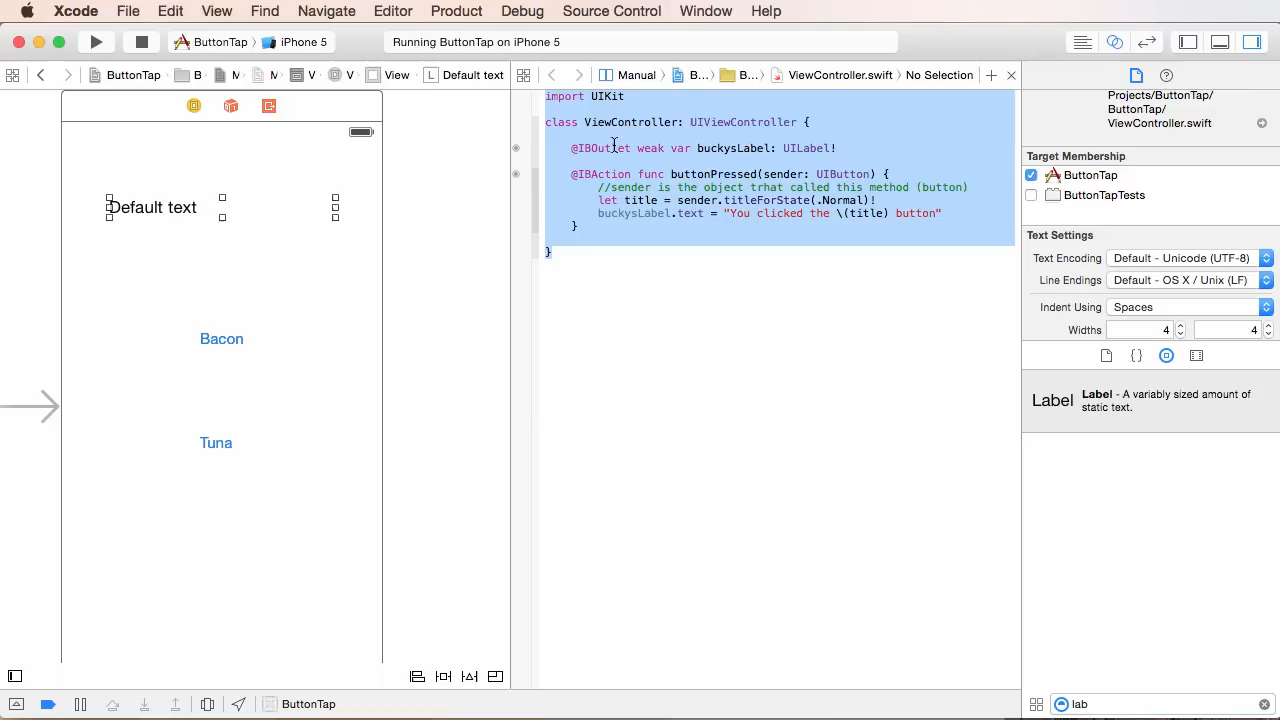 Xcode File Edit View Find Navigate Editor Product Debug Source Control Window Help
ButtonTap iPhone 5 Running ButtonTap on iPhone 5
ButtonTap B M M V V View L Default text Manual B... B... ViewController.swift No Selection
Default text
Bacon
Tuna
import UIKit
class ViewController: UIViewController {
@IBOutlet weak var buckysLabel: UILabel!
@IBAction func buttonPressed(sender: UIButton) {
//sender is the object trhat called this method (button)
let title = sender.titleForState(.Normal)!
buckysLabel.text = "You clicked the \(title) button"
}
}
Projects/ButtonTap/
ButtonTap/
ViewController.swift
Target Membership
ButtonTap
ButtonTapTests
Text Settings
Text Encoding Default - Unicode (UTF-8)
Line Endings Default - OS X / Unix (LF)
Indent Using Spaces
Widths 4 4
{ }
Label Label - A variably sized amount of
static text.
ButtonTap
lab